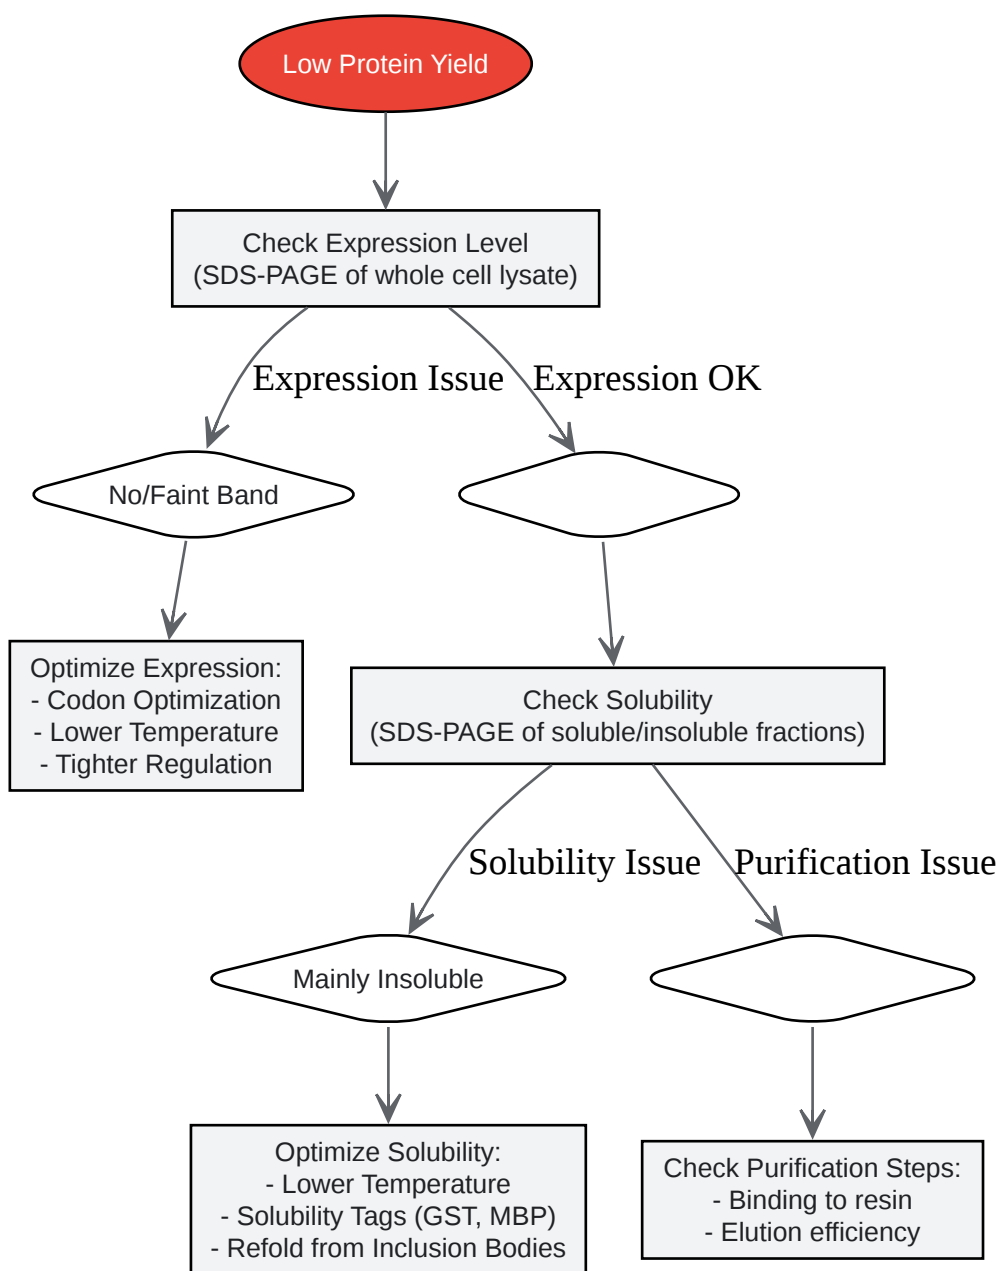 Low Protein Yield
Check Expression Level
(SDS-PAGE of whole cell lysate)
Expression Issue
Expression OK
No/Faint Band
Optimize Expression:
- Codon Optimization
- Lower Temperature
- Tighter Regulation
Check Solubility
(SDS-PAGE of soluble/insoluble fractions)
Solubility Issue
Purification Issue
Mainly Insoluble
Optimize Solubility:
- Lower Temperature
- Solubility Tags (GST, MBP)
- Refold from Inclusion Bodies
Check Purification Steps:
- Binding to resin
- Elution efficiency